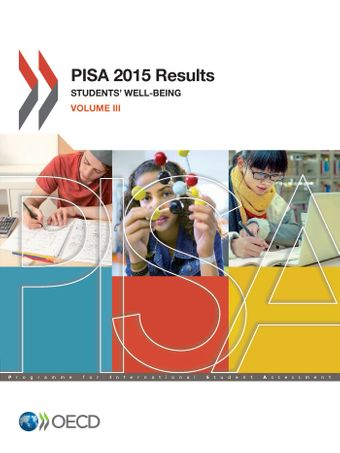 PISA 2015 Results
STUDENTS' WELL-BEING
VOLUME III
PISA
Programme for International Student Assessment
OECD